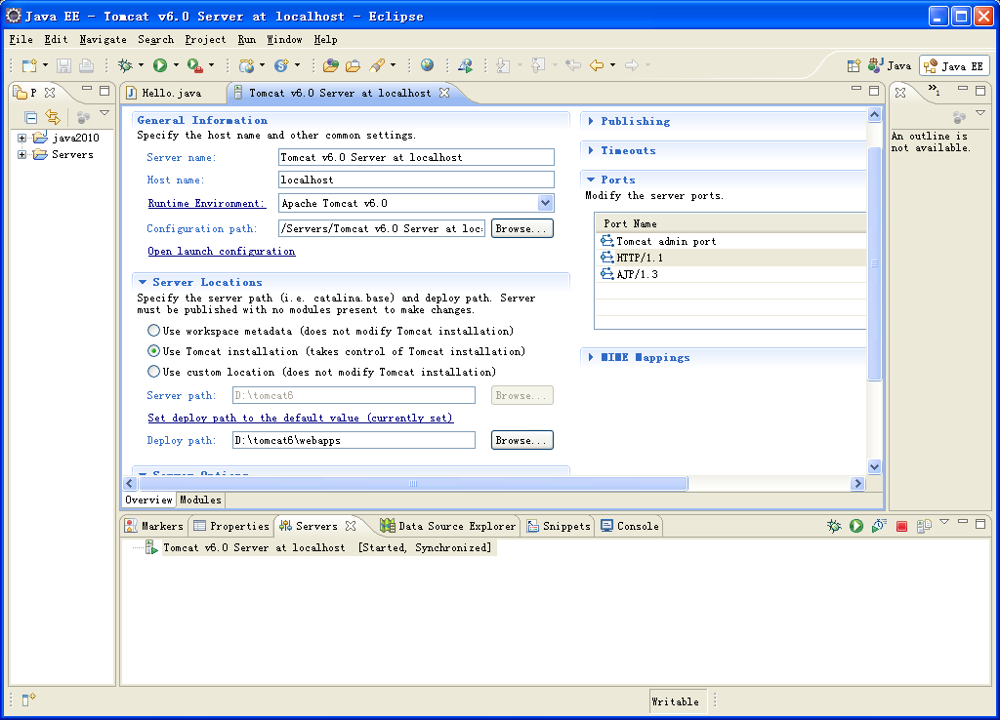 Java EE - Tomcat v6.0 Server at localhost - Eclipse
File Edit Navigate Search Project Run Window Help
Java
Java EE
P
Hello.java
Tomcat v6.0 Server at localhost
1
java2010
Servers
General Information
Specify the host name and other common settings.
Server name: Tomcat v6.0 Server at localhost
Host name: localhost
Runtime Environment: Apache Tomcat v6.0
Configuration path: /Servers/Tomcat v6.0 Server at loc: Browse...
Open launch configuration
Server Locations
Specify the server path (i.e. catalina.base) and deploy path. Server
must be published with no modules present to make changes.
Use workspace metadata (does not modify Tomcat installation)
Use Tomcat installation (takes control of Tomcat installation)
Use custom location (does not modify Tomcat installation)
Server path: D:\tomcat6 Browse...
Set deploy path to the default value (currently set)
Deploy path: D:\tomcat6\webapps Browse...
Server Options
Publishing
Timeouts
Ports
Modify the server ports.
Port Name
Tomcat admin port
HTTP/1.1
AJP/1.3
MIME Mappings
An outline is
not available.
Overview Modules
Markers Properties Servers Data Source Explorer Snippets Console
Tomcat v6.0 Server at localhost [Started, Synchronized]
Writable